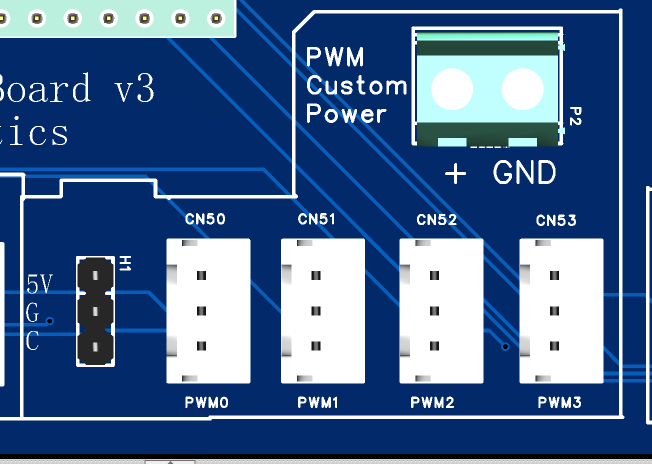 Board v3
tics
PWM
Custom
Power
P2
+ GND
CN50 CN51 CN52 CN53
H1
5V
G
C
PWM0 PWM1 PWM2 PWM3